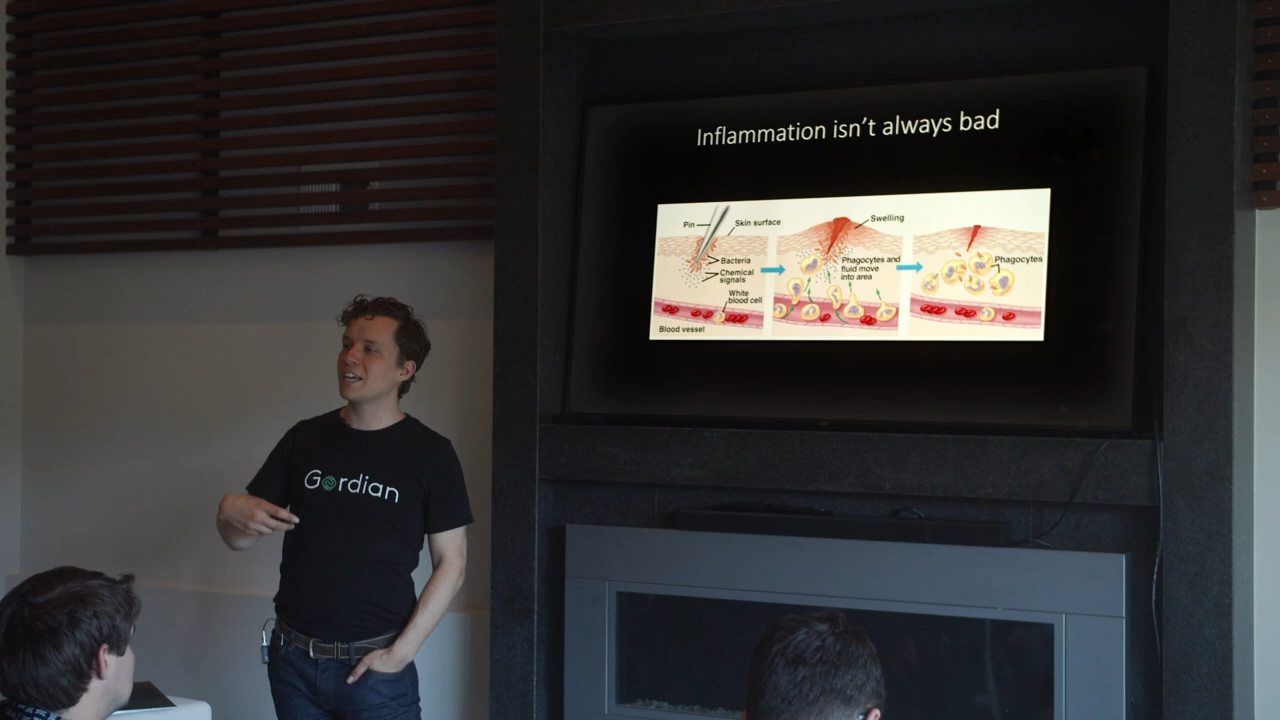 Inflammation isn't always bad
Pin
Skin surface
Bacteria
Chemical
signals
White
blood cell
Blood vessel
Swelling
Phagocytes and
fluid move
into area
Phagocytes
Gordian